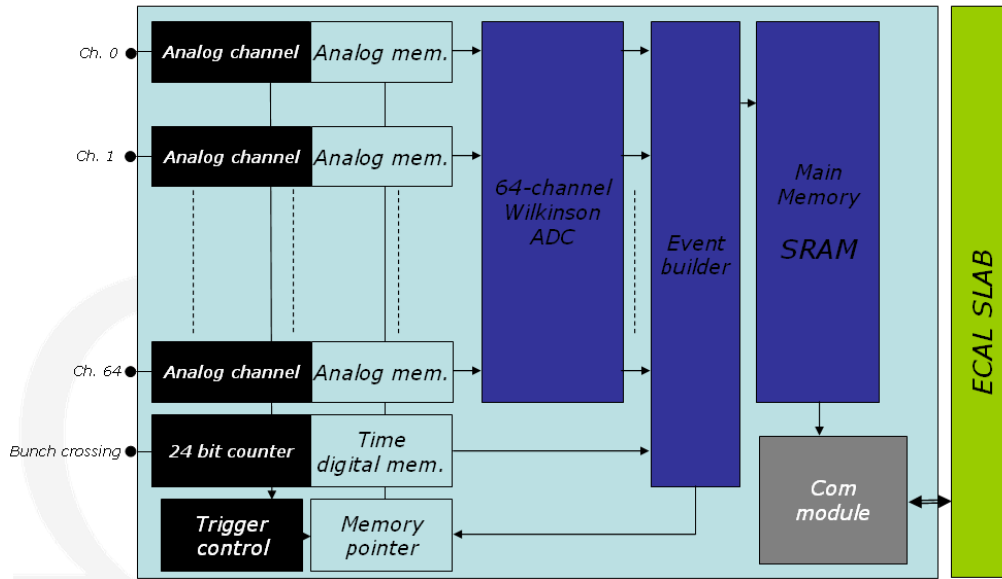 Ch. 0
Analog channel
Analog mem.
Ch. 1
Analog channel
Analog mem.
64-channel
Wilkinson
ADC
Event
builder
Main
Memory
SRAM
ECAL SLAB
Ch. 64
Analog channel
Analog mem.
Bunch crossing
24 bit counter
Time
digital mem.
Trigger
control
Memory
pointer
Com
module